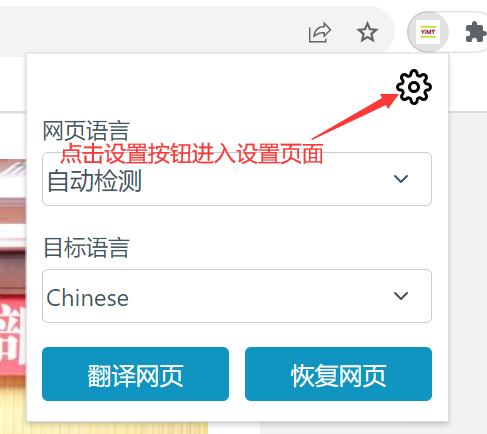 YiMT
网页语言
点击设置按钮进入设置页面
自动检测
目标语言
Chinese
部
翻译网页
恢复网页